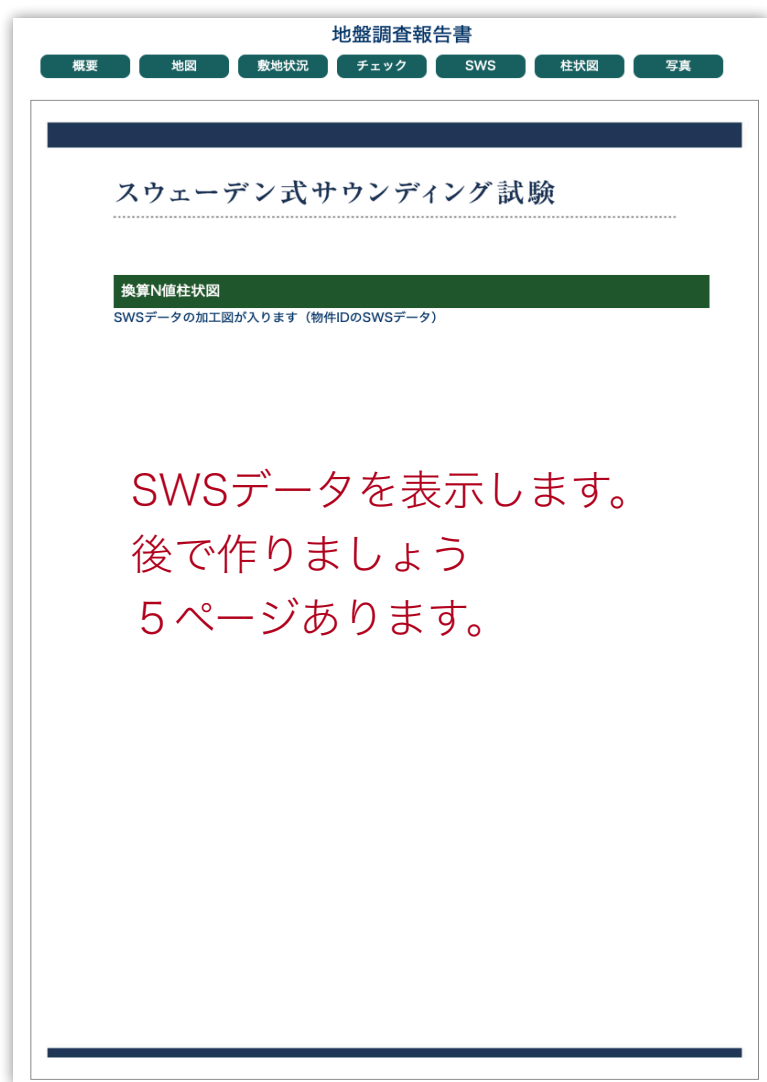 地盤調査報告書
概要
地図
敷地状況
チェック
SWS
柱状図
写真
スウェーデン式サウンディング試験
換算N値柱状図
SWSデータの加工図が入ります（物件IDのSWSデータ）
SWSデータを表示します。
後で作りましょう
５ページあります。